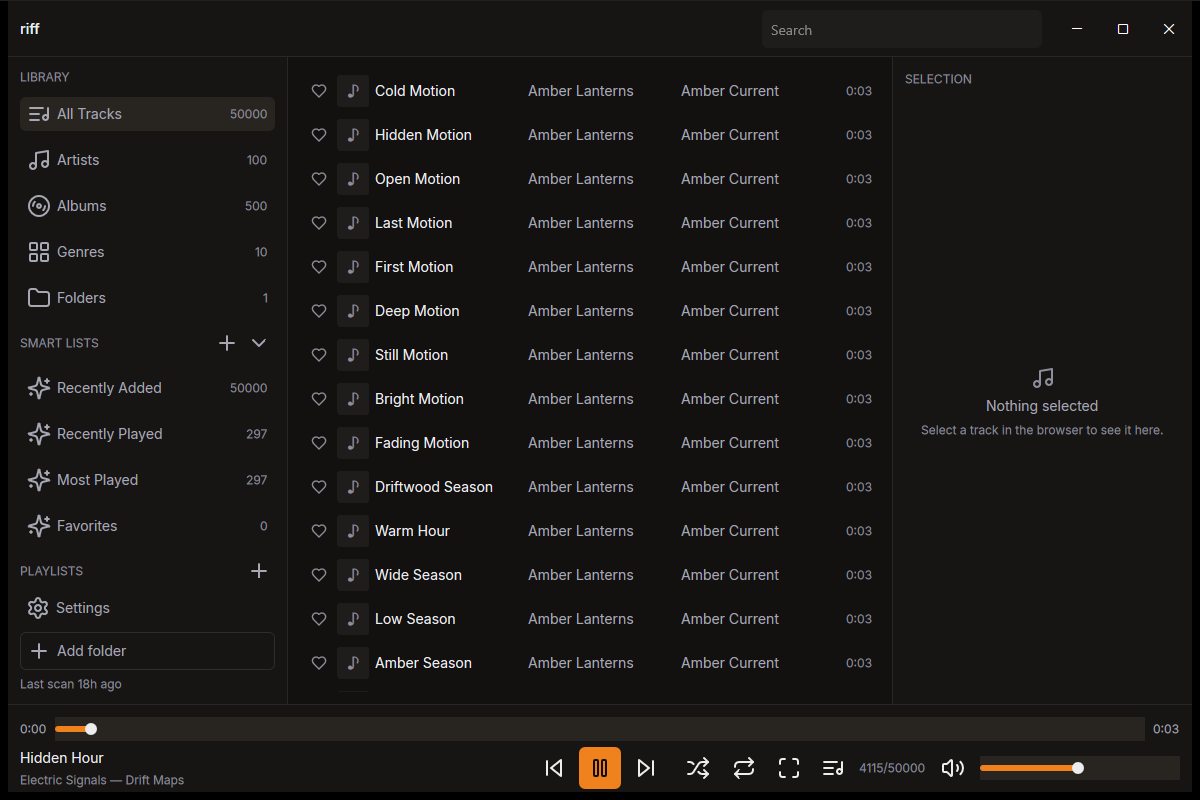 riff
Search
LIBRARY
All Tracks 50000
Artists 100
Albums 500
Genres 10
Folders 1
SMART LISTS
Recently Added 50000
Recently Played 297
Most Played 297
Favorites 0
PLAYLISTS
Settings
Add folder
Last scan 18h ago
Cold Motion Amber Lanterns Amber Current 0:03
Hidden Motion Amber Lanterns Amber Current 0:03
Open Motion Amber Lanterns Amber Current 0:03
Last Motion Amber Lanterns Amber Current 0:03
First Motion Amber Lanterns Amber Current 0:03
Deep Motion Amber Lanterns Amber Current 0:03
Still Motion Amber Lanterns Amber Current 0:03
Bright Motion Amber Lanterns Amber Current 0:03
Fading Motion Amber Lanterns Amber Current 0:03
Driftwood Season Amber Lanterns Amber Current 0:03
Warm Hour Amber Lanterns Amber Current 0:03
Wide Season Amber Lanterns Amber Current 0:03
Low Season Amber Lanterns Amber Current 0:03
Amber Season Amber Lanterns Amber Current 0:03
SELECTION
Nothing selected
Select a track in the browser to see it here.
0:00 0:03
Hidden Hour
Electric Signals — Drift Maps
4115/50000